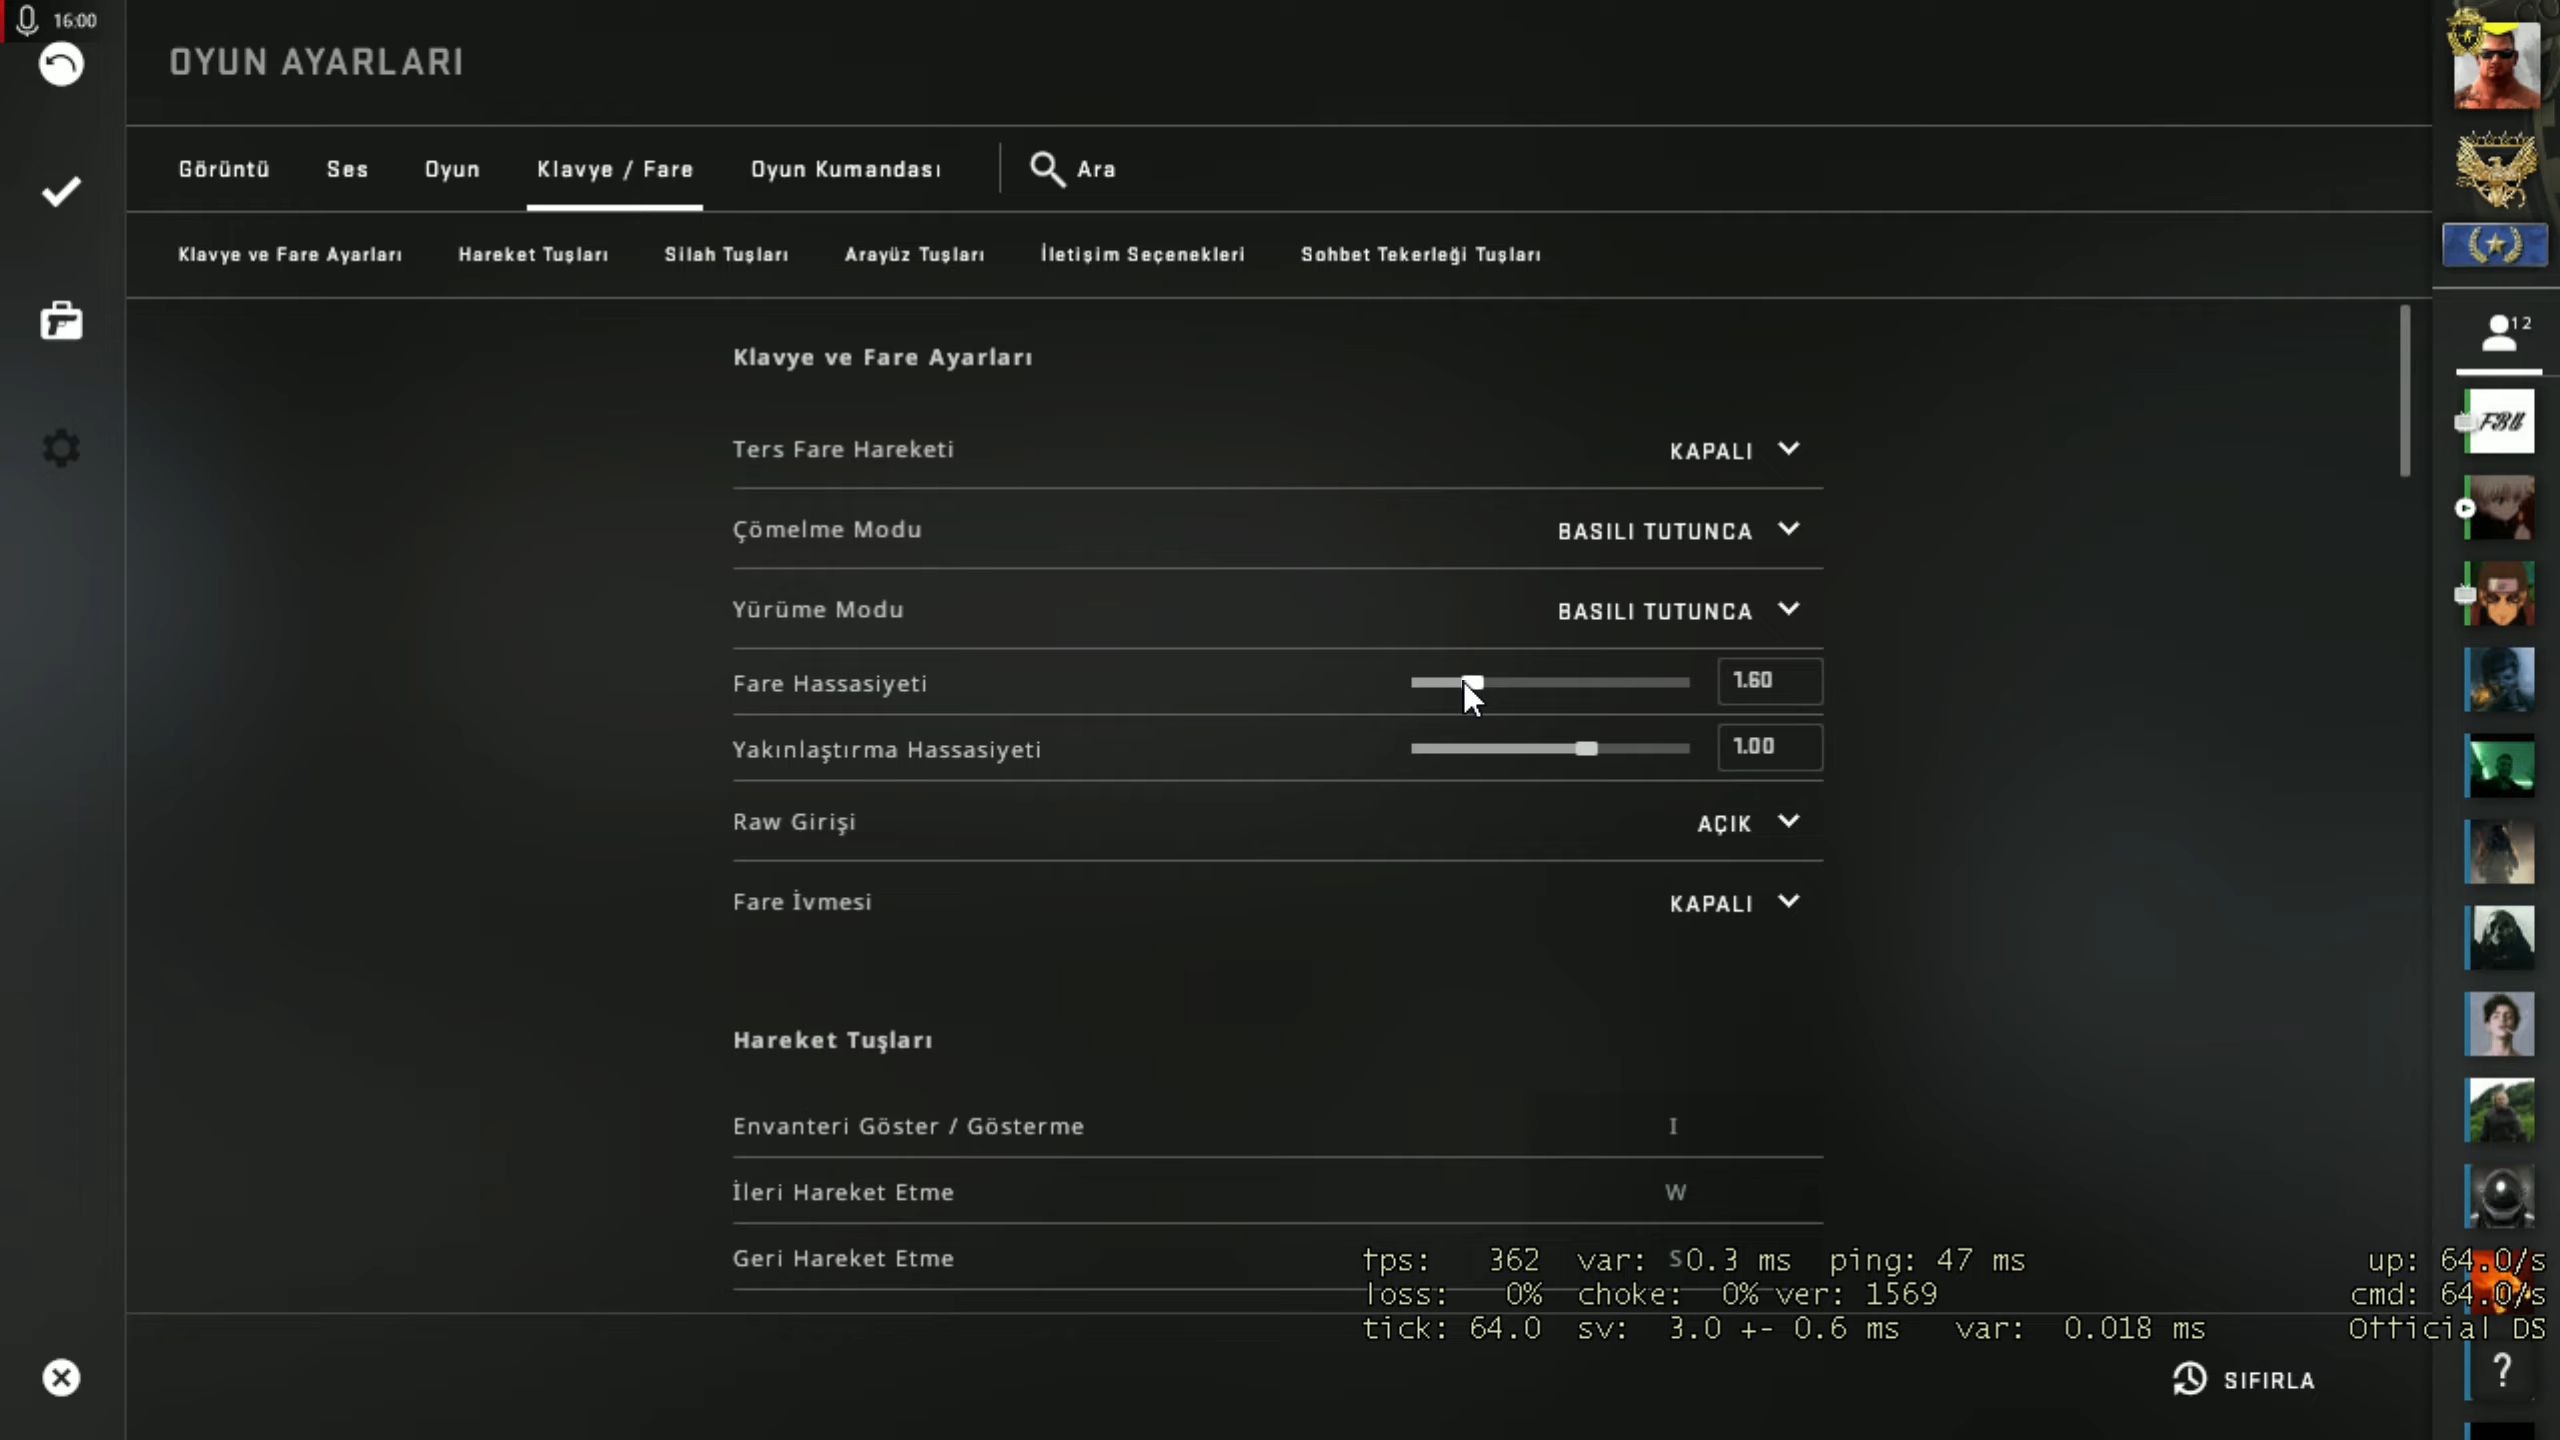 16:00
OYUN AYARLARI
Görüntü Ses Oyun Klavye / Fare Oyun Kumandası Ara
Klavye ve Fare Ayarları Hareket Tuşları Silah Tuşları Arayüz Tuşları İletişim Seçenekleri Sohbet Tekerleği Tuşları
12
Klavye ve Fare Ayarları
FBU
Ters Fare Hareketi KAPALI
Çömelme Modu BASILI TUTUNCA
Yürüme Modu BASILI TUTUNCA
Fare Hassasiyeti 1.60
Yakınlaştırma Hassasiyeti 1.00
Raw Girişi AÇIK
Fare İvmesi KAPALI
Hareket Tuşları
Envanteri Göster / Gösterme I
İleri Hareket Etme W
Geri Hareket Etme S
fps: 362 var: 0.3 ms ping: 47 ms up: 64.0/s
loss: 0% choke: 0% ver: 1569 cmd: 64.0/s
tick: 64.0 sv: 3.0 +- 0.6 ms var: 0.018 ms Official DS
SIFIRLA
?